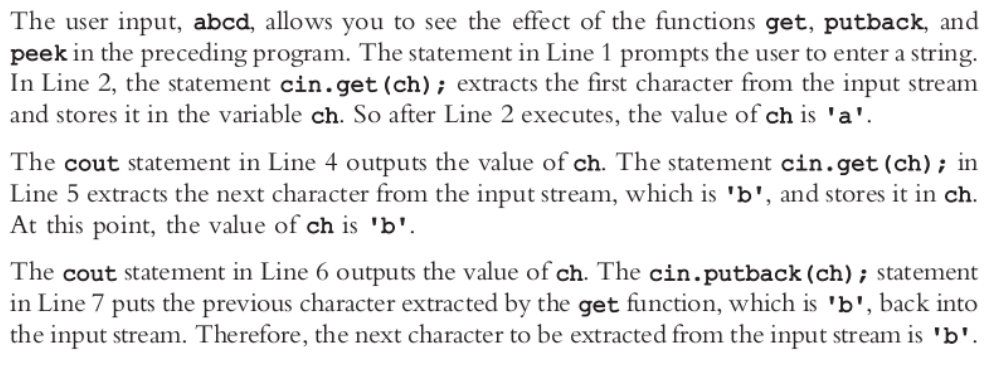 The user input, abcd, allows you to see the effect of the functions get, putback, and
peek in the preceding program. The statement in Line 1 prompts the user to enter a string.
In Line 2, the statement cin.get(ch); extracts the first character from the input stream
and stores it in the variable ch. So after Line 2 executes, the value of ch is 'a'.
The cout statement in Line 4 outputs the value of ch. The statement cin.get(ch); in
Line 5 extracts the next character from the input stream, which is 'b', and stores it in ch.
At this point, the value of ch is 'b'.
The cout statement in Line 6 outputs the value of ch. The cin.putback(ch); statement
in Line 7 puts the previous character extracted by the get function, which is 'b', back into
the input stream. Therefore, the next character to be extracted from the input stream is 'b'.